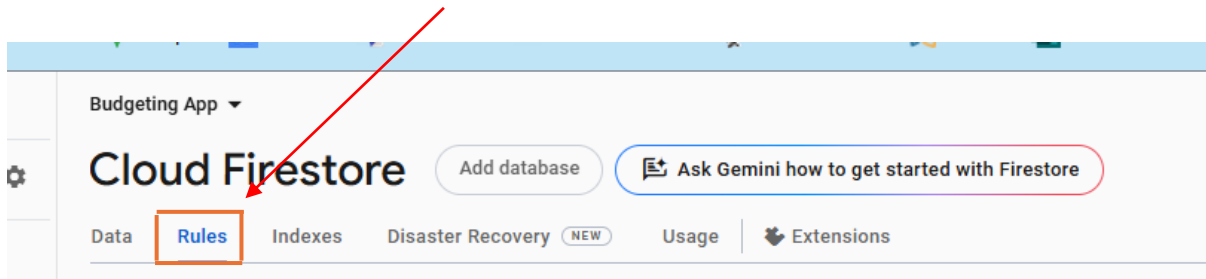 Budgeting App
Cloud Firestore Add database Ask Gemini how to get started with Firestore
Data Rules Indexes Disaster Recovery NEW Usage Extensions